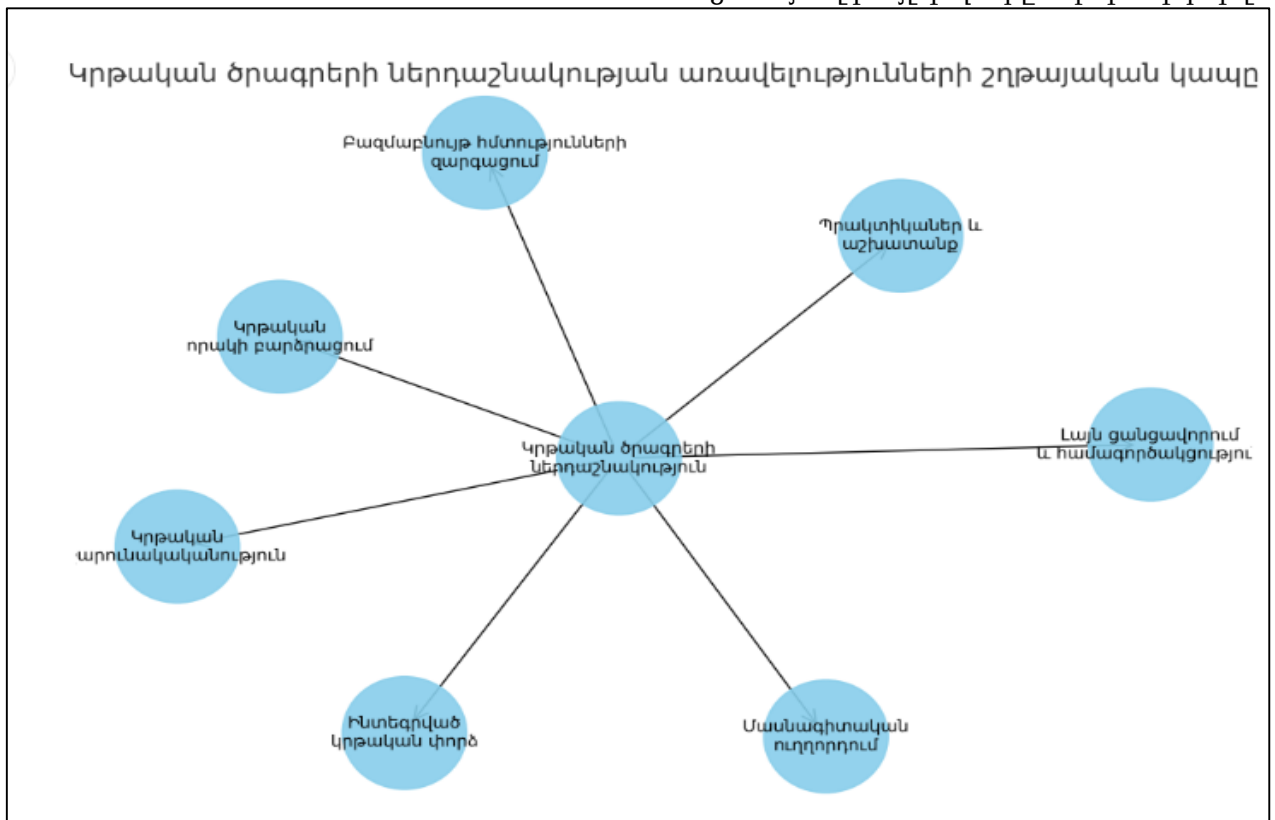 Կրթական ծրագրերի ներդաշնակության առավելությունների շղթայական կապը
Բազմաբնույթ հմտությունների
զարգացում
Պրակտիկաներ և
աշխատանք
Կրթական
որակի բարձրացում
Լայն ցանցավորում
և համագործակցությու
Կրթական ծրագրերի
ներդաշնակություն
Կրթական
արունակականություն
Ինտեգրված
կրթական փորձ
Մասնագիտական
ուղղորդում